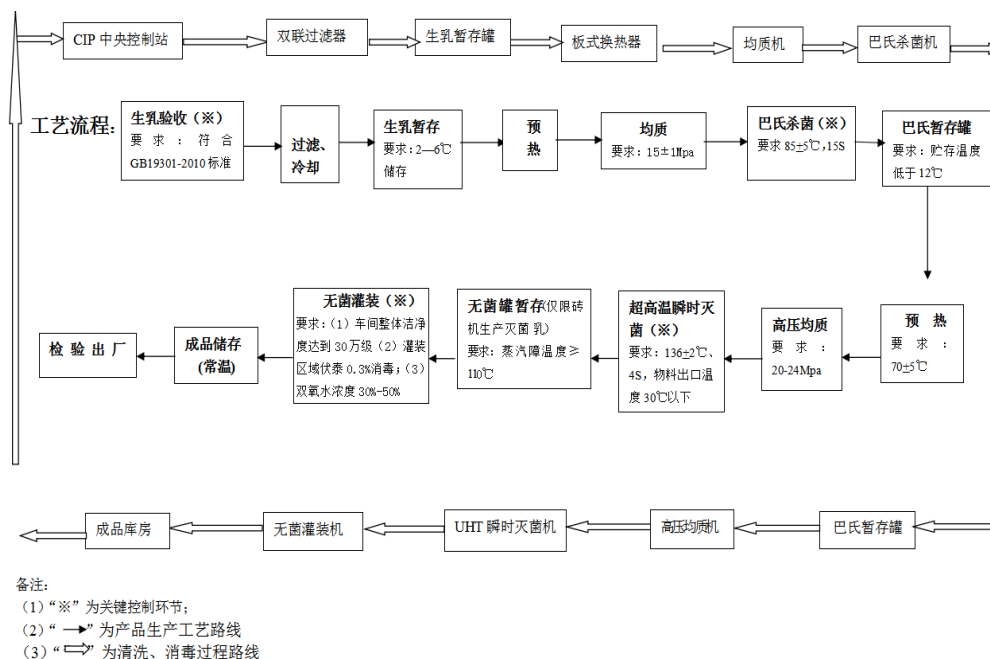 CIP 中央控制站
双联过滤器
生乳暂存罐
板式换热器
均质机
巴氏杀菌机
工艺流程:
生乳验收（※）
要求：符合
GB19301-2010 标准
过滤、
冷却
生乳暂存
要求:2—6℃
储存
预
热
均质
要求：15±1Mpa
巴氏杀菌（※）
要求 85±5℃,15S
巴氏暂存罐
要求：贮存温度
低于 12℃
检验出厂
成品储存
(常温)
无菌灌装（※）
要求：（1）车间整体洁净
度达到 30 万级（2）灌装
区域伏泰 0.3%消毒；（3）
双氧水浓度 30%-50%
无菌罐暂存(仅限砖
机生产灭菌乳)
要求：蒸汽障温度≥
110℃
超高温瞬时灭
菌（※）
要求：136±2℃、
4S，物料出口温
度 30℃以下
高压均质
要求：
20-24Mpa
预热
要求：
70±5℃
成品库房
无菌灌装机
UHT 瞬时灭菌机
高压均质机
巴氏暂存罐
备注：
（1）“※”为关键控制环节；
（2）“→”为产品生产工艺路线
（3）“⇨”为清洗、消毒过程路线